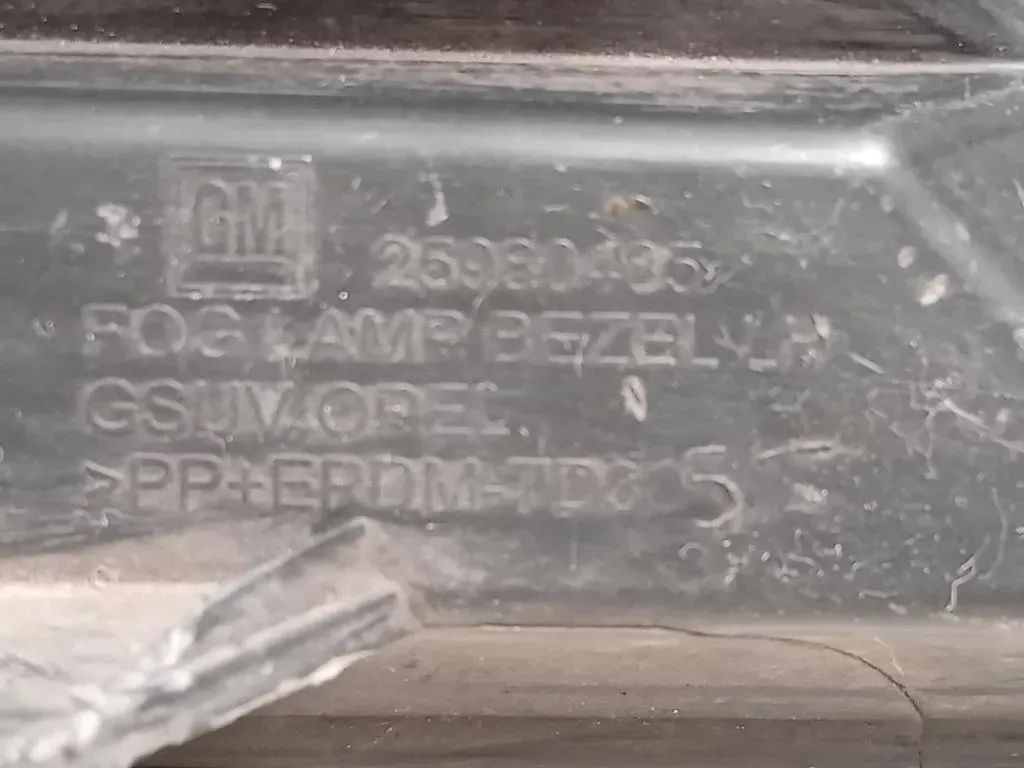 GM
25980495
FOG LAMP BEZEL-LH
GSUV OPEL
>PP+EPDM-TD